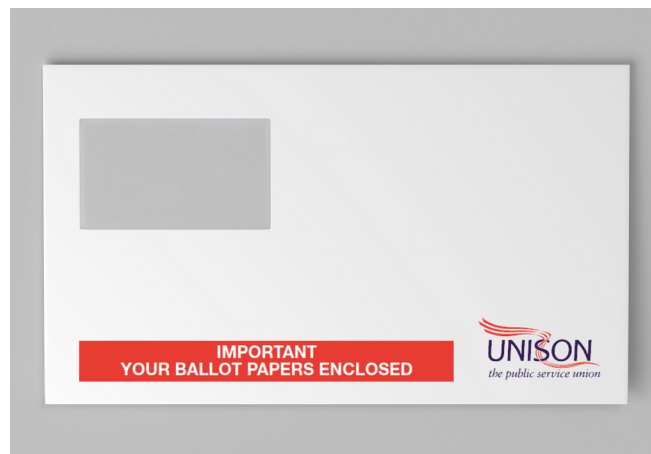 IMPORTANT
YOUR BALLOT PAPERS ENCLOSED
UNISON
the public service union